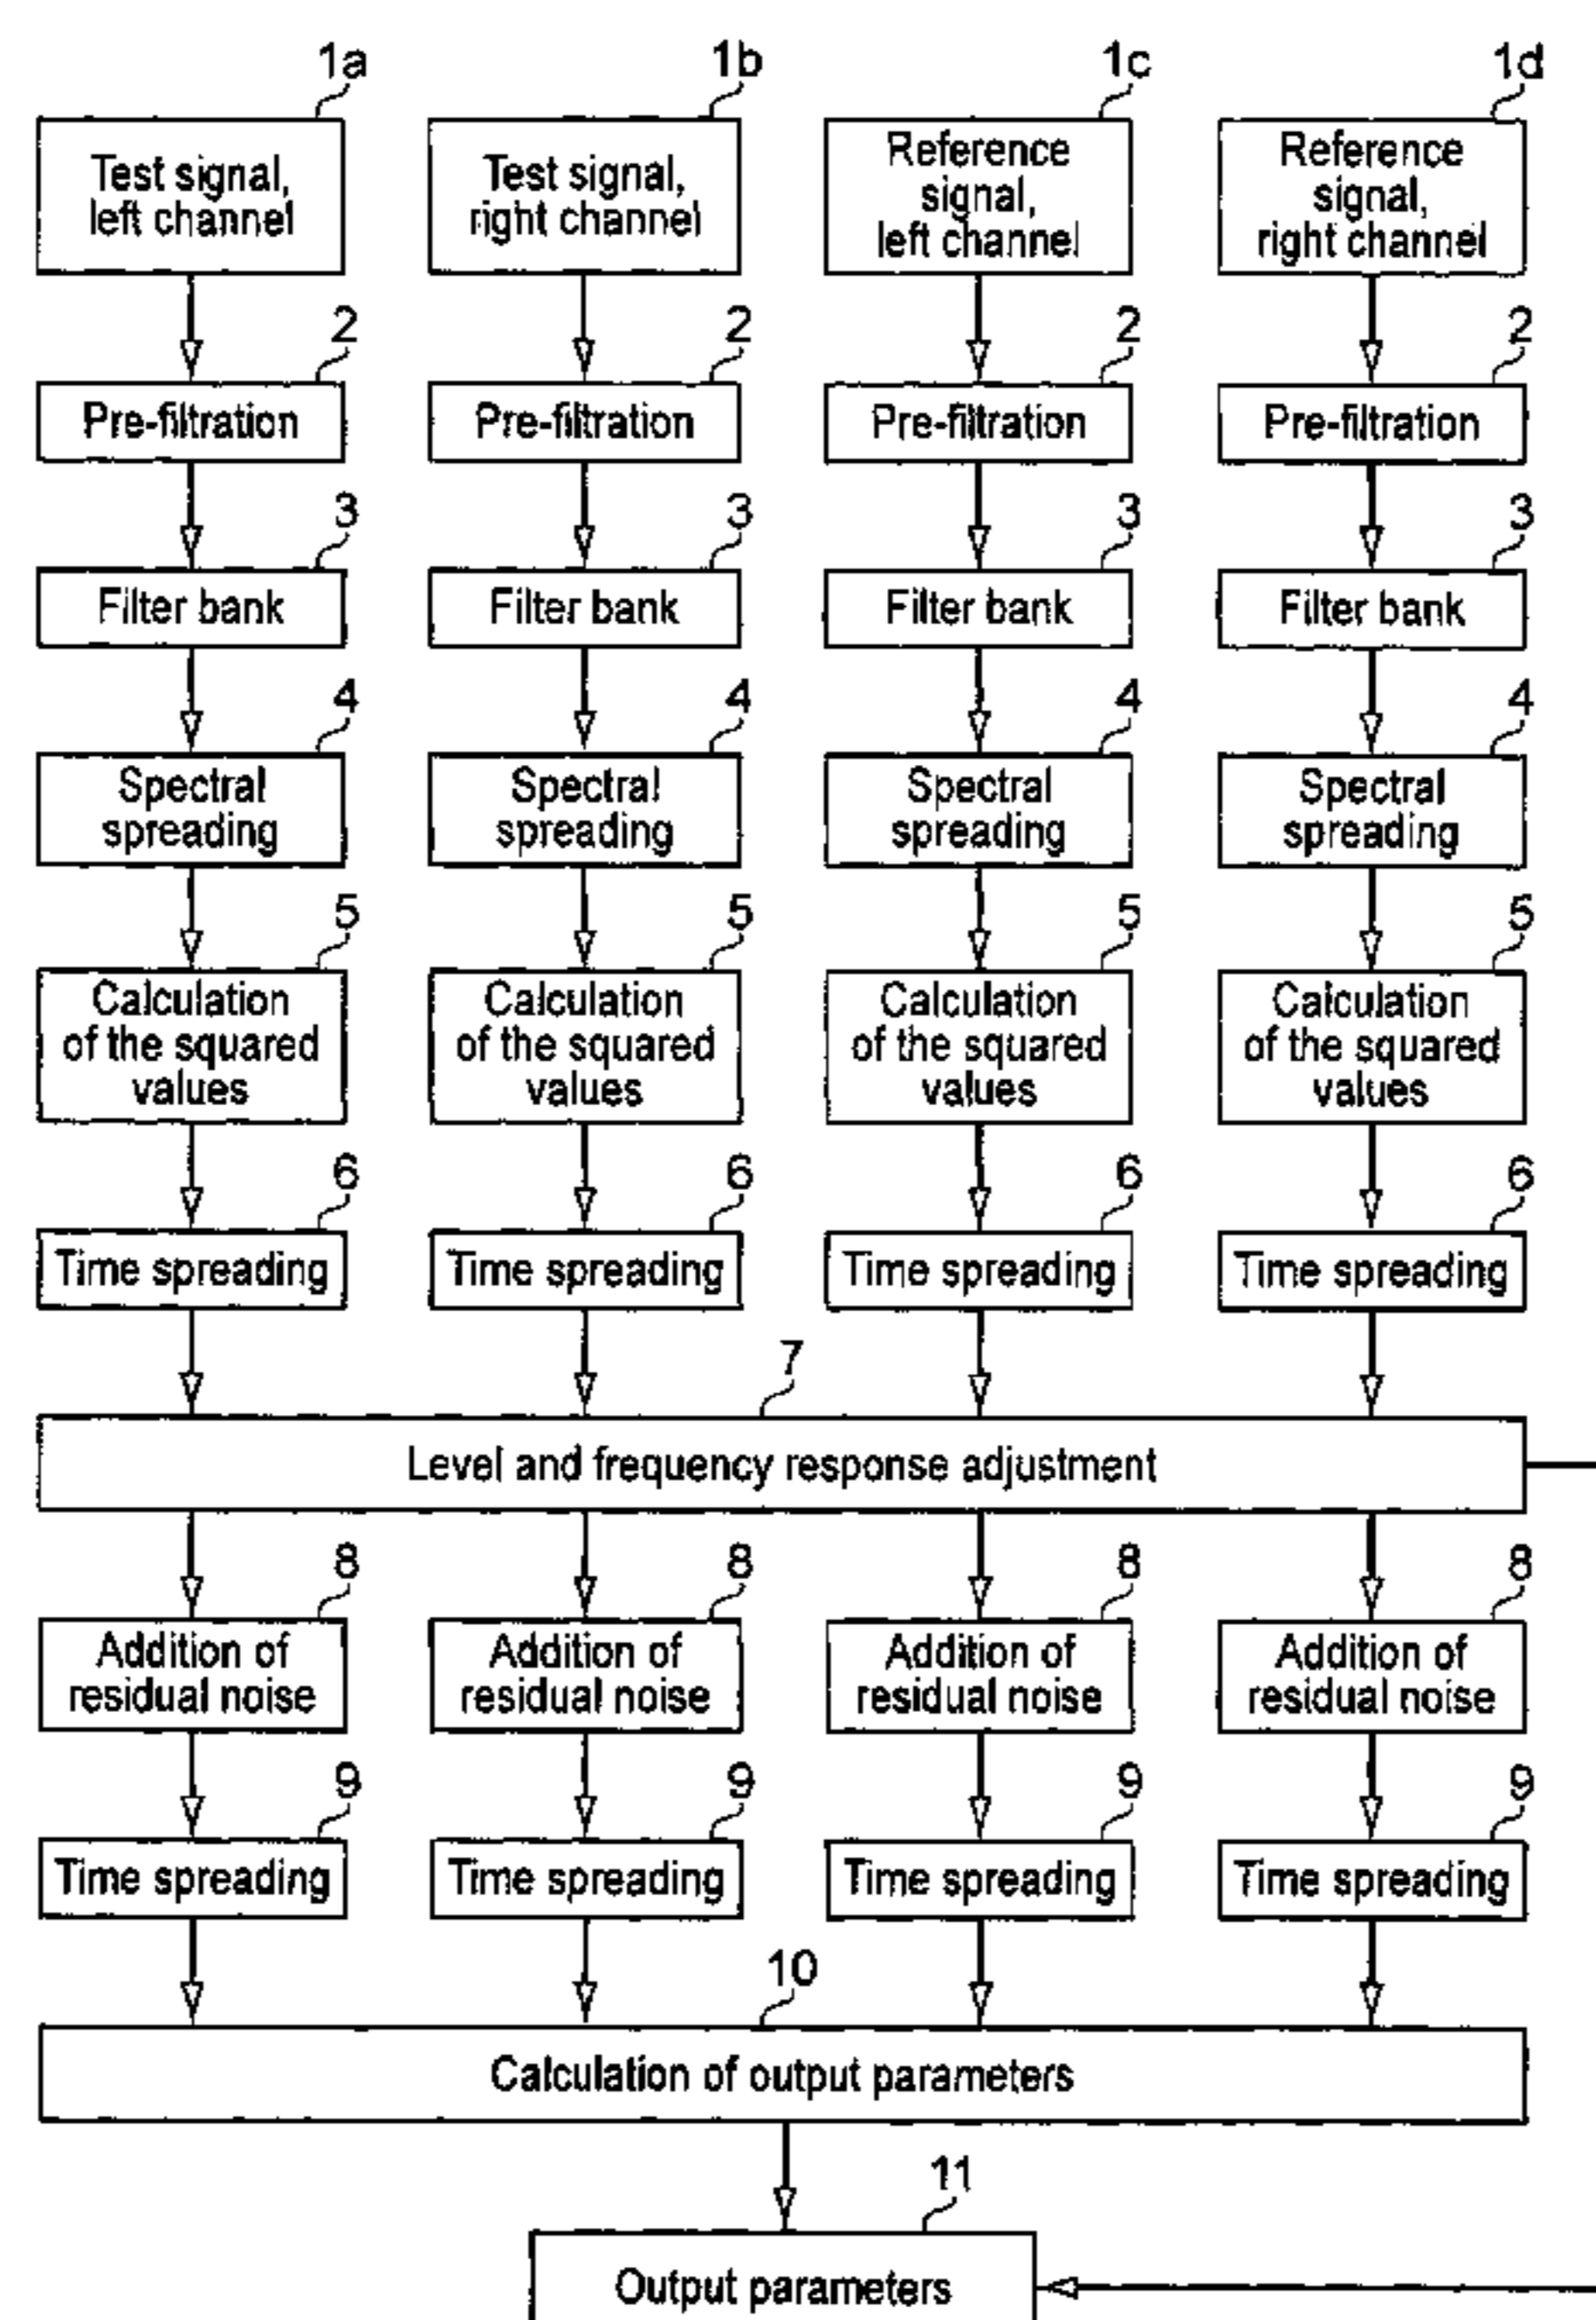 1a
1b
1c
1d
Test signal,
left channel
Test signal,
right channel
Reference
signal,
left channel
Reference
signal,
right channel
2
2
2
2
Pre-filtration
Pre-filtration
Pre-filtration
Pre-filtration
3
3
3
3
Filter bank
Filter bank
Filter bank
Filter bank
4
4
4
4
Spectral
spreading
Spectral
spreading
Spectral
spreading
Spectral
spreading
5
5
5
5
Calculation
of the squared
values
Calculation
of the squared
values
Calculation
of the squared
values
Calculation
of the squared
values
6
6
6
6
Time spreading
Time spreading
Time spreading
Time spreading
7
Level and frequency response adjustment
8
8
8
8
Addition of
residual noise
Addition of
residual noise
Addition of
residual noise
Addition of
residual noise
9
9
9
9
Time spreading
Time spreading
Time spreading
Time spreading
10
Calculation of output parameters
11
Output parameters